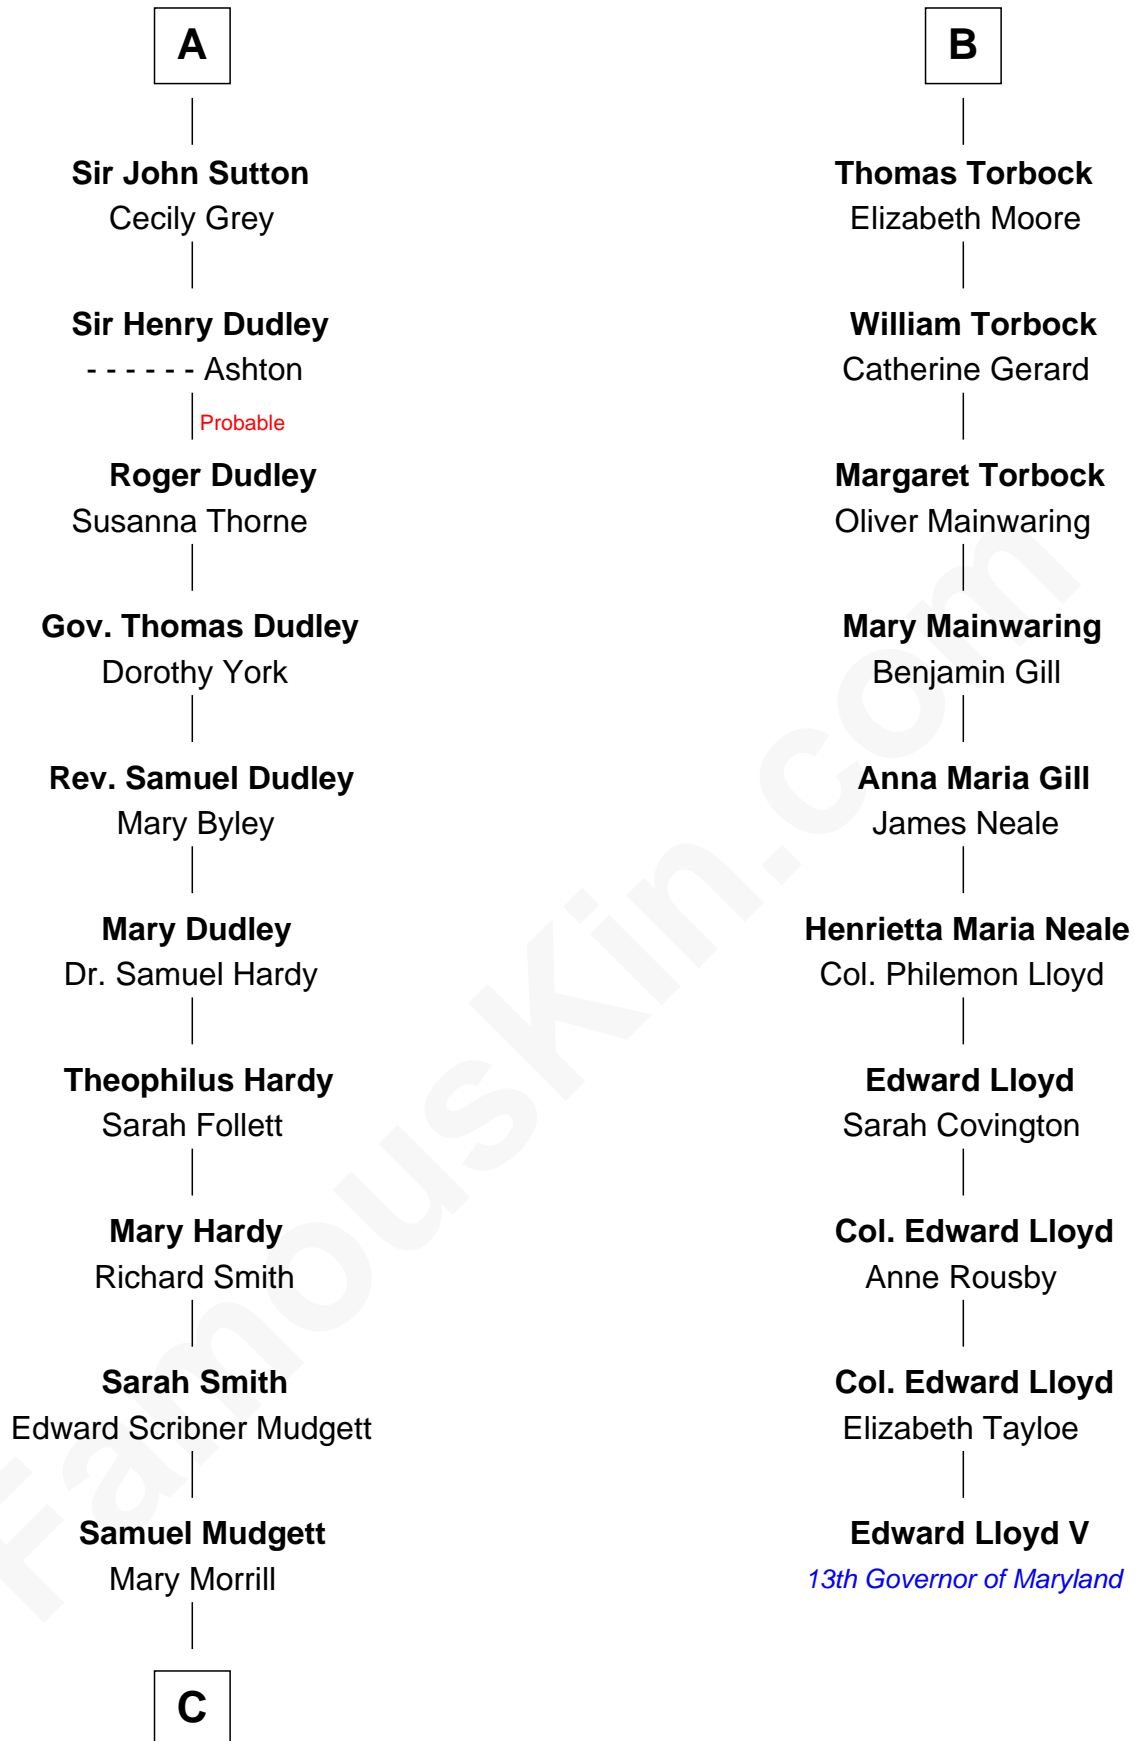 A
Sir John Sutton
Cecily Grey
Sir Henry Dudley
- - - - - - Ashton
Probable
Roger Dudley
Susanna Thorne
Gov. Thomas Dudley
Dorothy York
Rev. Samuel Dudley
Mary Byley
Mary Dudley
Dr. Samuel Hardy
Theophilus Hardy
Sarah Follett
Mary Hardy
Richard Smith
Sarah Smith
Edward Scribner Mudgett
Samuel Mudgett
Mary Morrill
C
B
Thomas Torbock
Elizabeth Moore
William Torbock
Catherine Gerard
Margaret Torbock
Oliver Mainwaring
Mary Mainwaring
Benjamin Gill
Anna Maria Gill
James Neale
Henrietta Maria Neale
Col. Philemon Lloyd
Edward Lloyd
Sarah Covington
Col. Edward Lloyd
Anne Rousby
Col. Edward Lloyd
Elizabeth Tayloe
Edward Lloyd V
13th Governor of Maryland
FamousKin.com